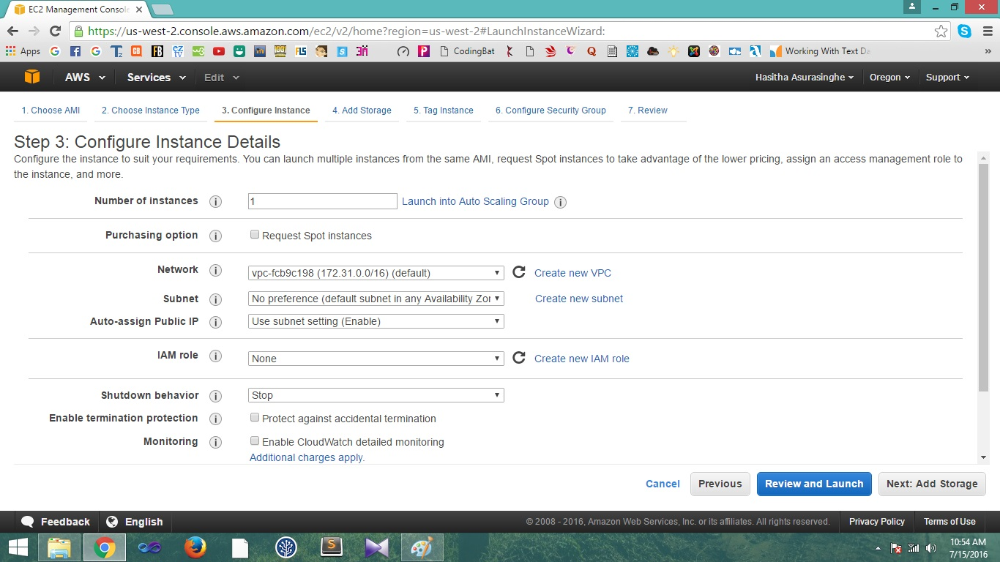 EC2 Management Console
https://us-west-2.console.aws.amazon.com/ec2/v2/home?region=us-west-2#LaunchInstanceWizard:
Apps
CodingBat
Working With Text Da
AWS Services Edit Hasitha Asurasinghe Oregon Support
1. Choose AMI 2. Choose Instance Type 3. Configure Instance 4. Add Storage 5. Tag Instance 6. Configure Security Group 7. Review
Step 3: Configure Instance Details
Configure the instance to suit your requirements. You can launch multiple instances from the same AMI, request Spot instances to take advantage of the lower pricing, assign an access management role to
the instance, and more.
Number of instances 1 Launch into Auto Scaling Group
Purchasing option Request Spot instances
Network vpc-fcb9c198 (172.31.0.0/16) (default) Create new VPC
Subnet No preference (default subnet in any Availability Zon Create new subnet
Auto-assign Public IP Use subnet setting (Enable)
IAM role None Create new IAM role
Shutdown behavior Stop
Enable termination protection Protect against accidental termination
Monitoring Enable CloudWatch detailed monitoring
Additional charges apply.
Cancel Previous Review and Launch Next: Add Storage
Feedback English © 2008 - 2016, Amazon Web Services, Inc. or its affiliates. All rights reserved. Privacy Policy Terms of Use
10:54 AM
7/15/2016